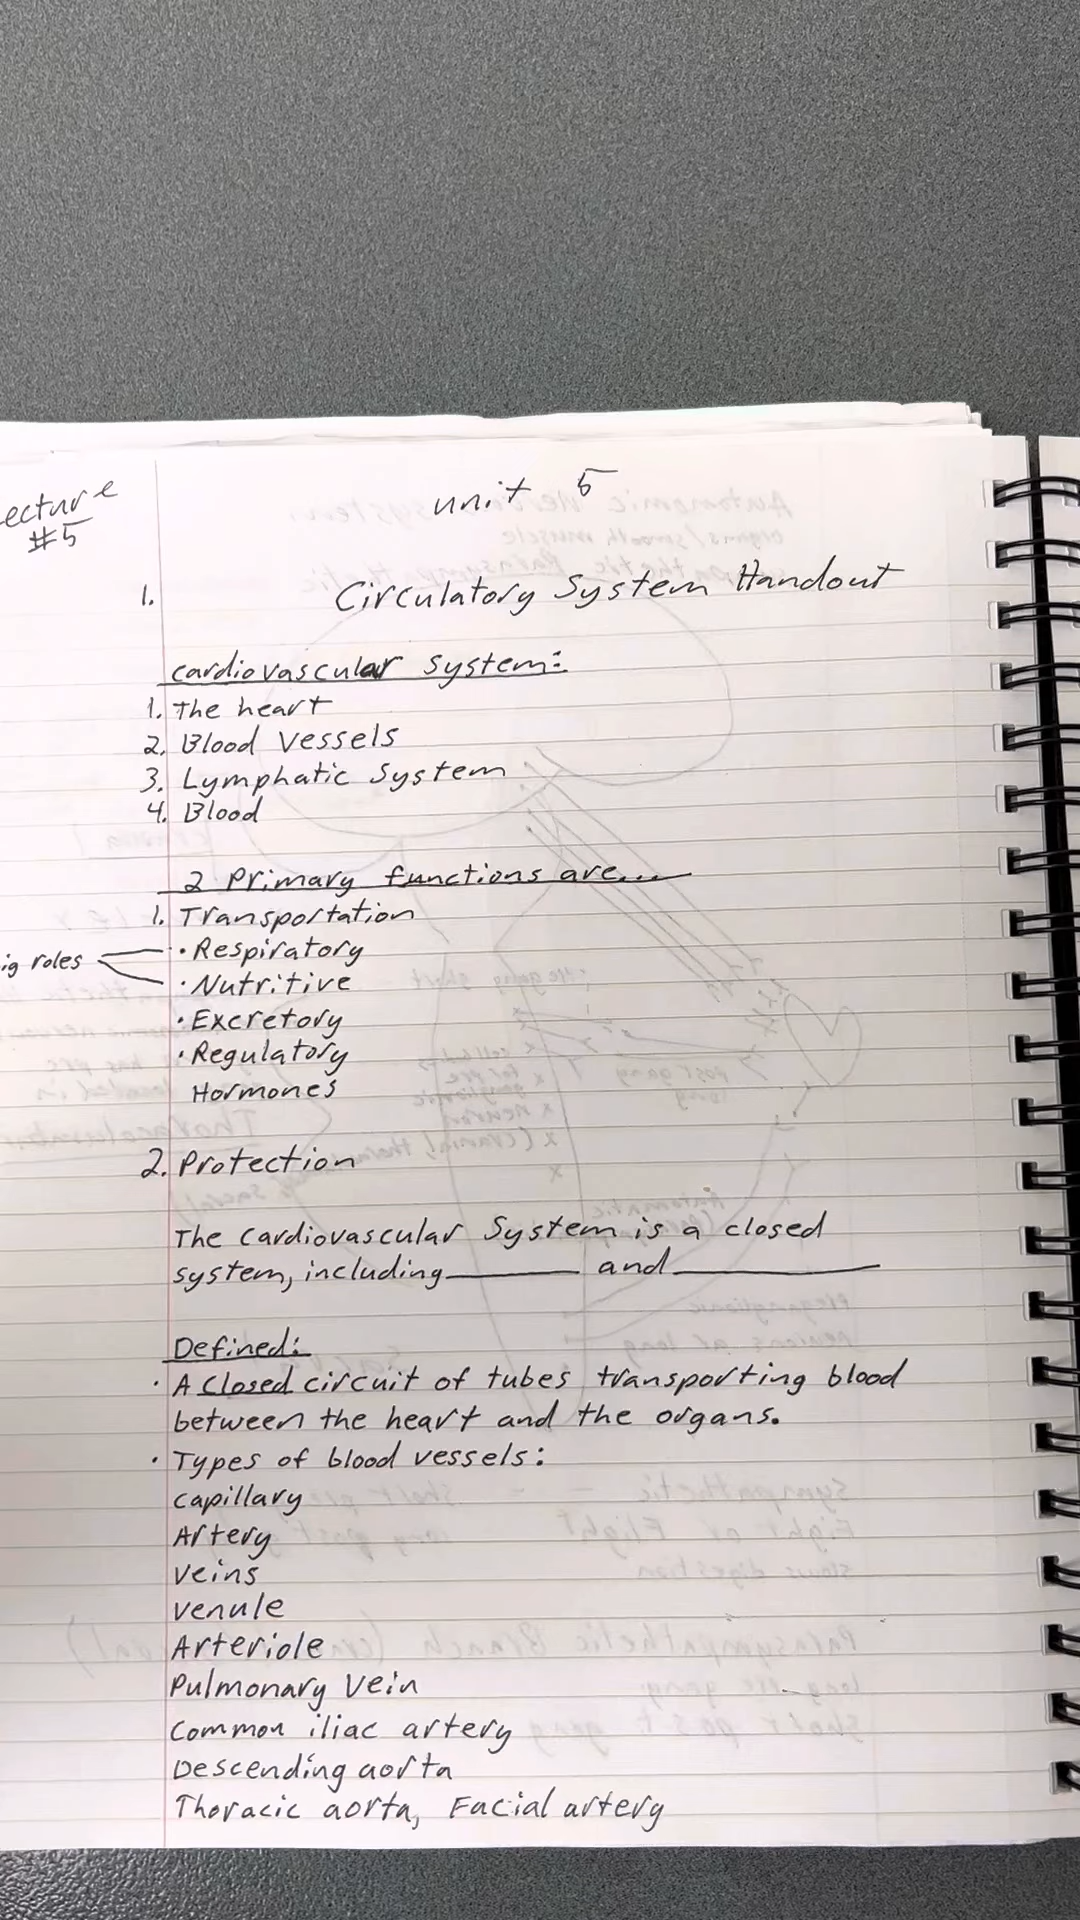 unit 5
#5
1. Circulatory System Handout
cardiovascular System:
1. The heart
2. Blood Vessels
3. Lymphatic System
4. Blood
2 Primary functions are....
1. Transportation
• Respiratory
roles
• Nutritive
• Excretory
• Regulatory
Hormones
2. Protection
The Cardiovascular System is a closed
system, including________ and____________
Defined:
• A closed circuit of tubes transporting blood
between the heart and the organs.
• Types of blood vessels:
capillary
Artery
veins
venule
Arteriole
Pulmonary Vein
Common iliac artery
Descending aorta
Thoracic aorta, Facial artery